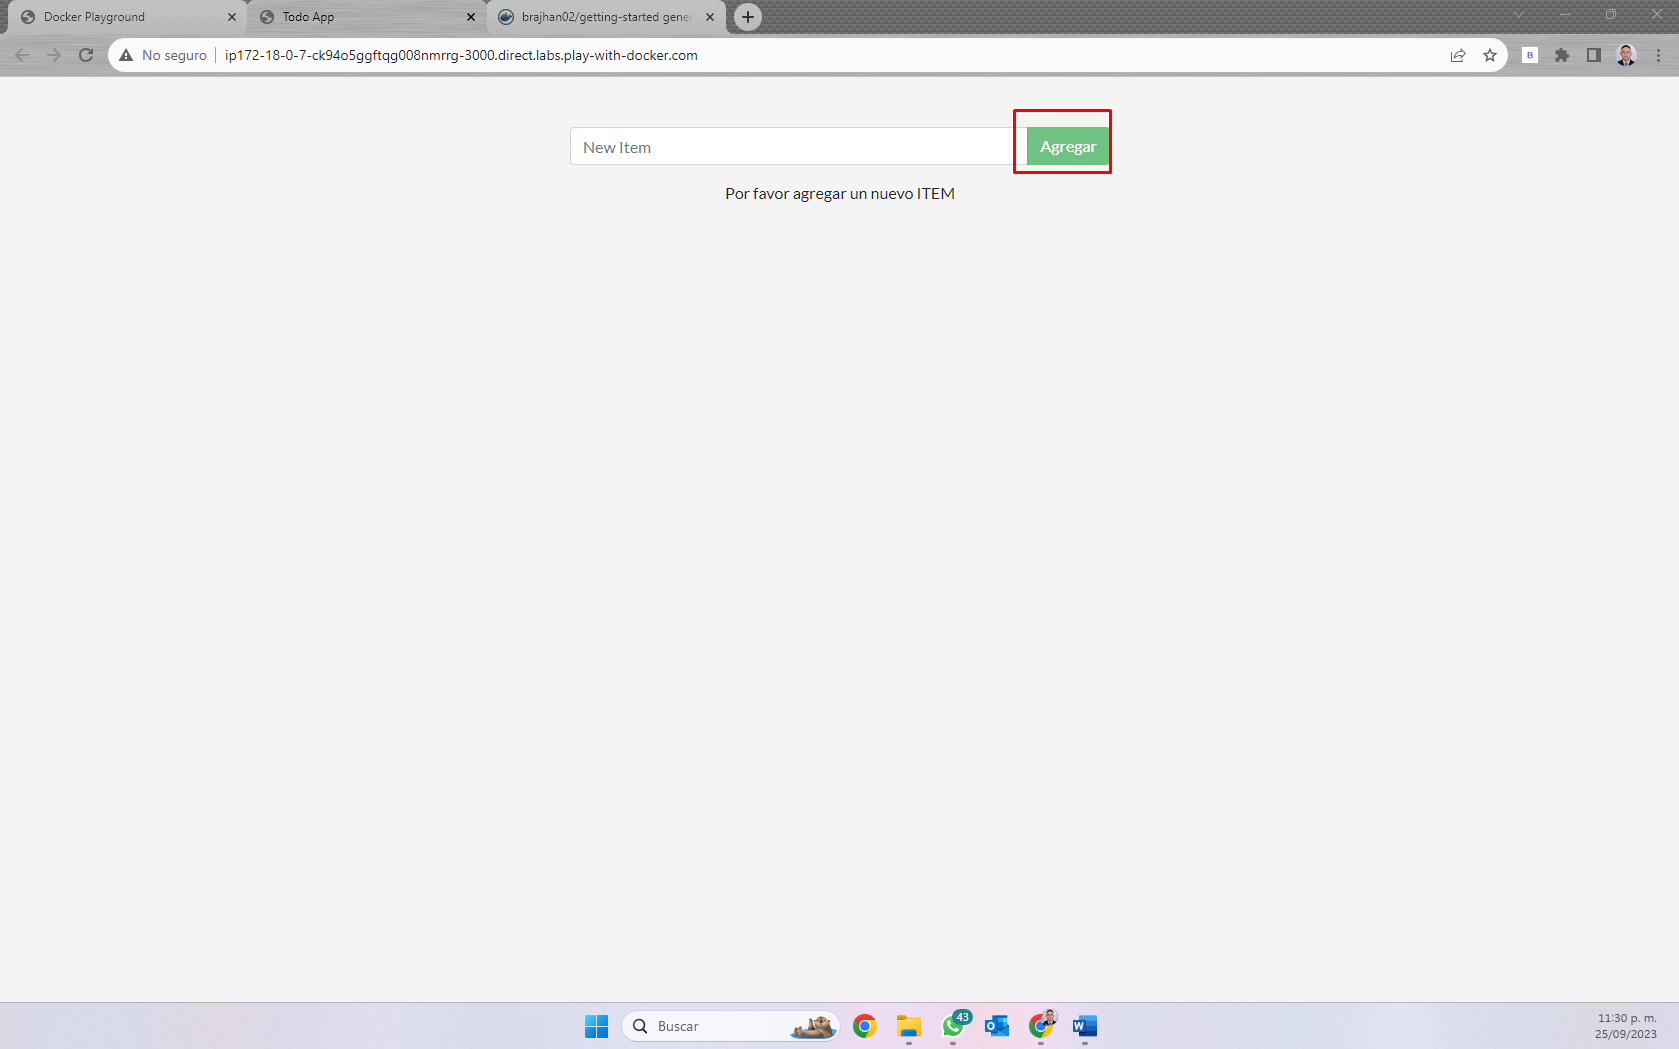 Docker Playground
Todo App
brajhan02/getting-started gener
No seguro
ip172-18-0-7-ck94o5ggftqg008nmrrg-3000.direct.labs.play-with-docker.com
B
New Item
Agregar
Por favor agregar un nuevo ITEM
Buscar
43
11:30 p. m.
25/09/2023